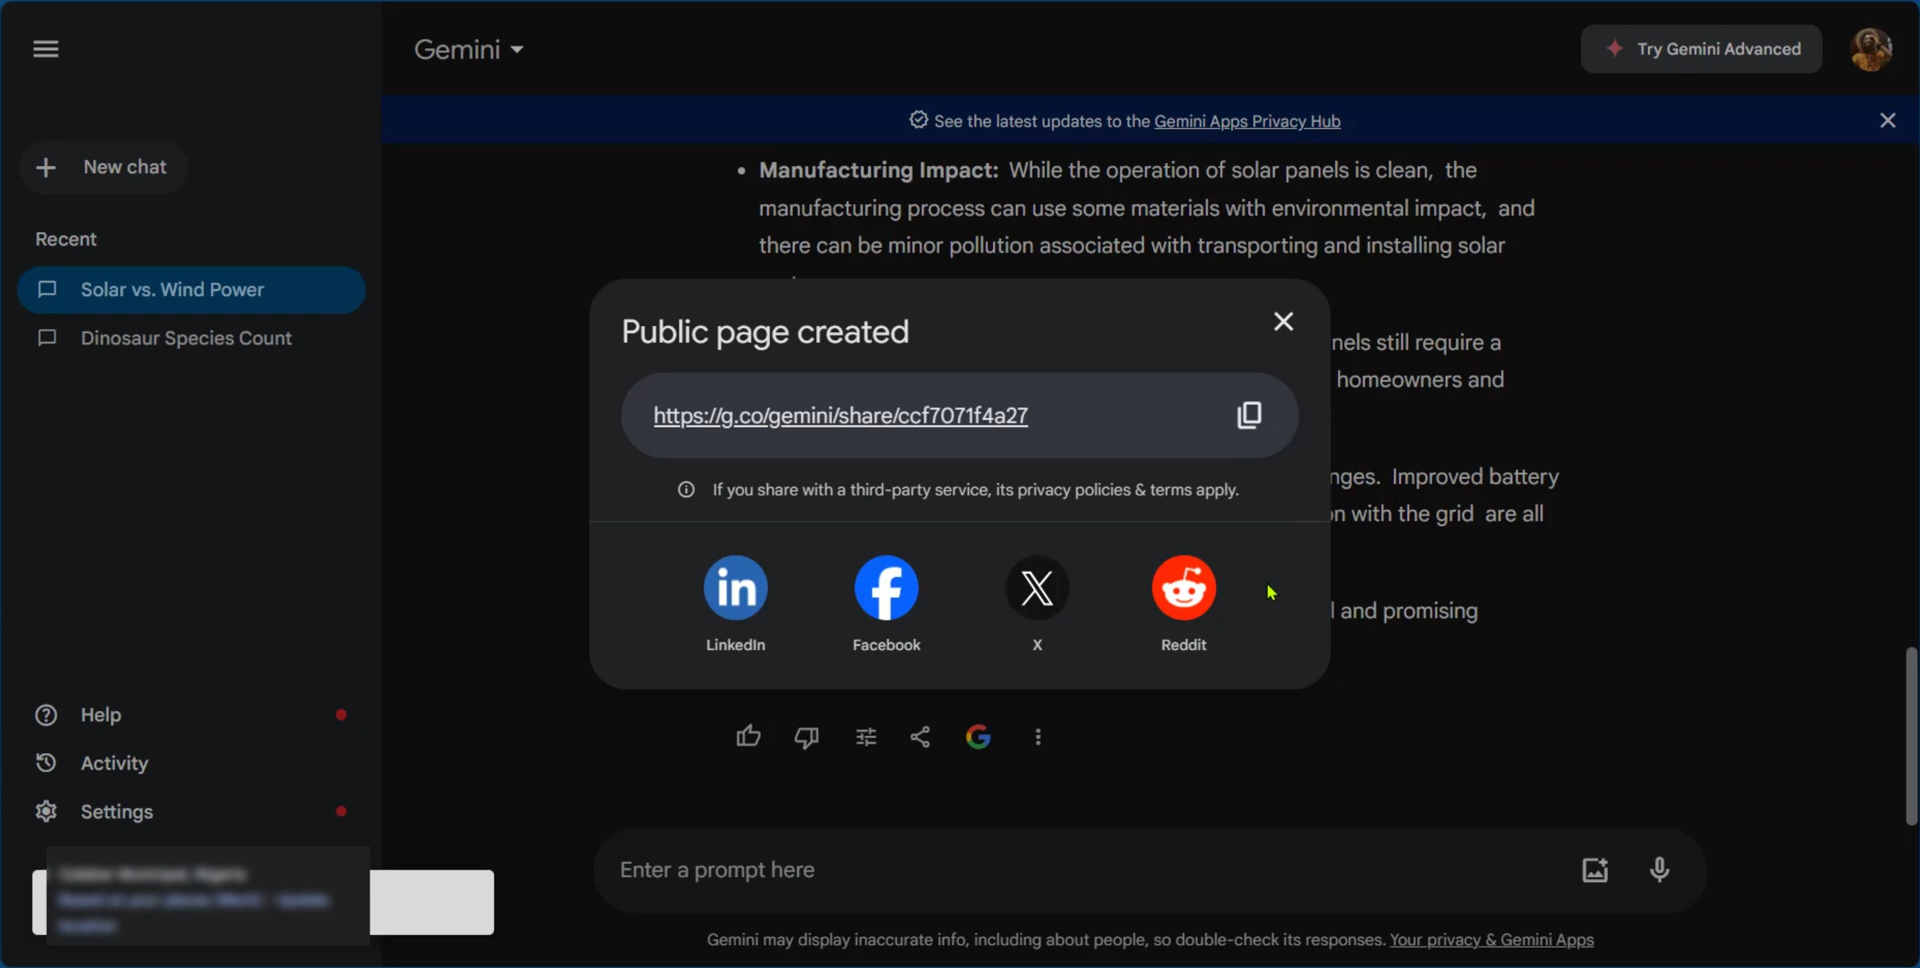 Gemini
Try Gemini Advanced
See the latest updates to the Gemini Apps Privacy Hub
New chat
Recent
Solar vs. Wind Power
Dinosaur Species Count
• Manufacturing Impact: While the operation of solar panels is clean, the
manufacturing process can use some materials with environmental impact, and
there can be minor pollution associated with transporting and installing solar
nels still require a
homeowners and
nges. Improved battery
n with the grid are all
and promising
Public page created
https://g.co/gemini/share/ccf7071f4a27
If you share with a third-party service, its privacy policies & terms apply.
LinkedIn
Facebook
X
Reddit
Help
Activity
Settings
Enter a prompt here
Gemini may display inaccurate info, including about people, so double-check its responses. Your privacy & Gemini Apps